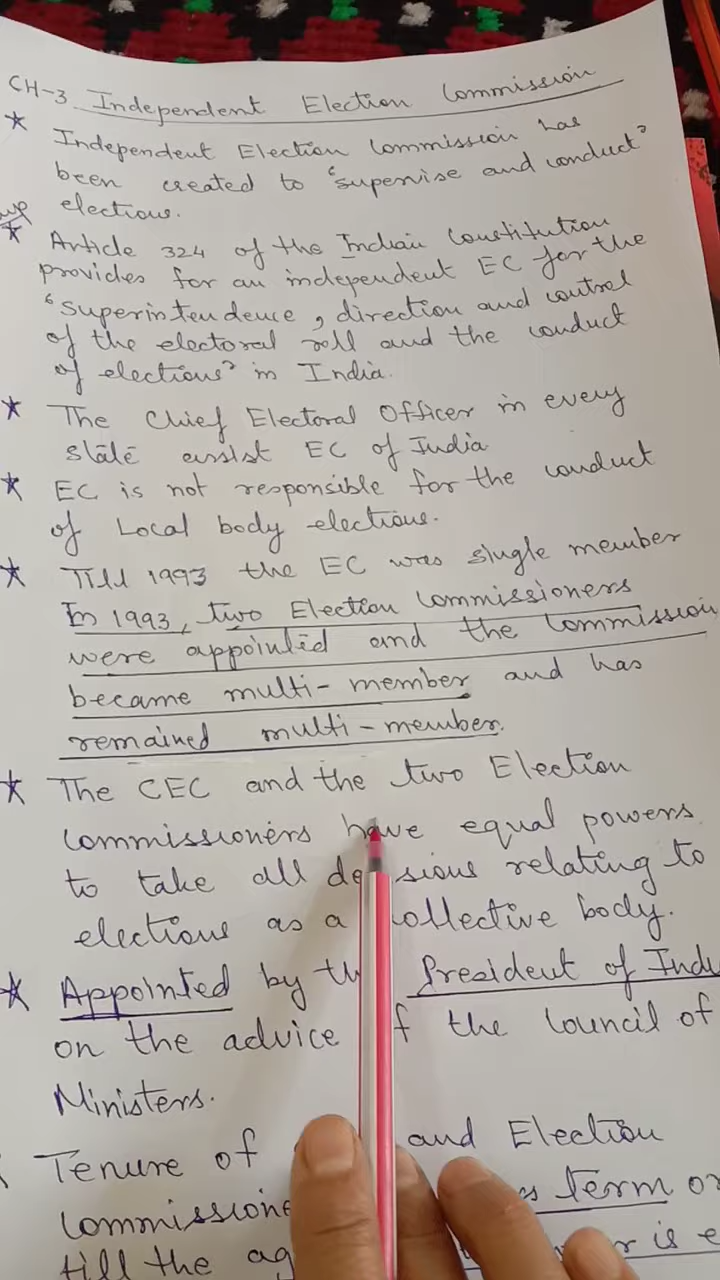 CH-3 Independent Election Commission
★ Independent Election Commission has
been created to 'supervise and conduct'
elections.
★ Article 324 of the Indian Constitution
provides for an independent EC for the
'superintendence, direction and control
of the electoral roll and the conduct
of elections' in India.
★ The Chief Electoral Officer in every
state assist EC of India
★ EC is not responsible for the conduct
of Local body elections.
★ Till 1993 the EC was single member
In 1993, two Election Commissioners
were appointed and the Commission
became multi-member and has
remained multi-member.
★ The CEC and the two Election
Commissioners have equal powers
to take all relating to
elections as a collective body.
★ Appointed by the President of
on the advice of the Council of
Ministers.
Tenure of and Election
term or
till the
is